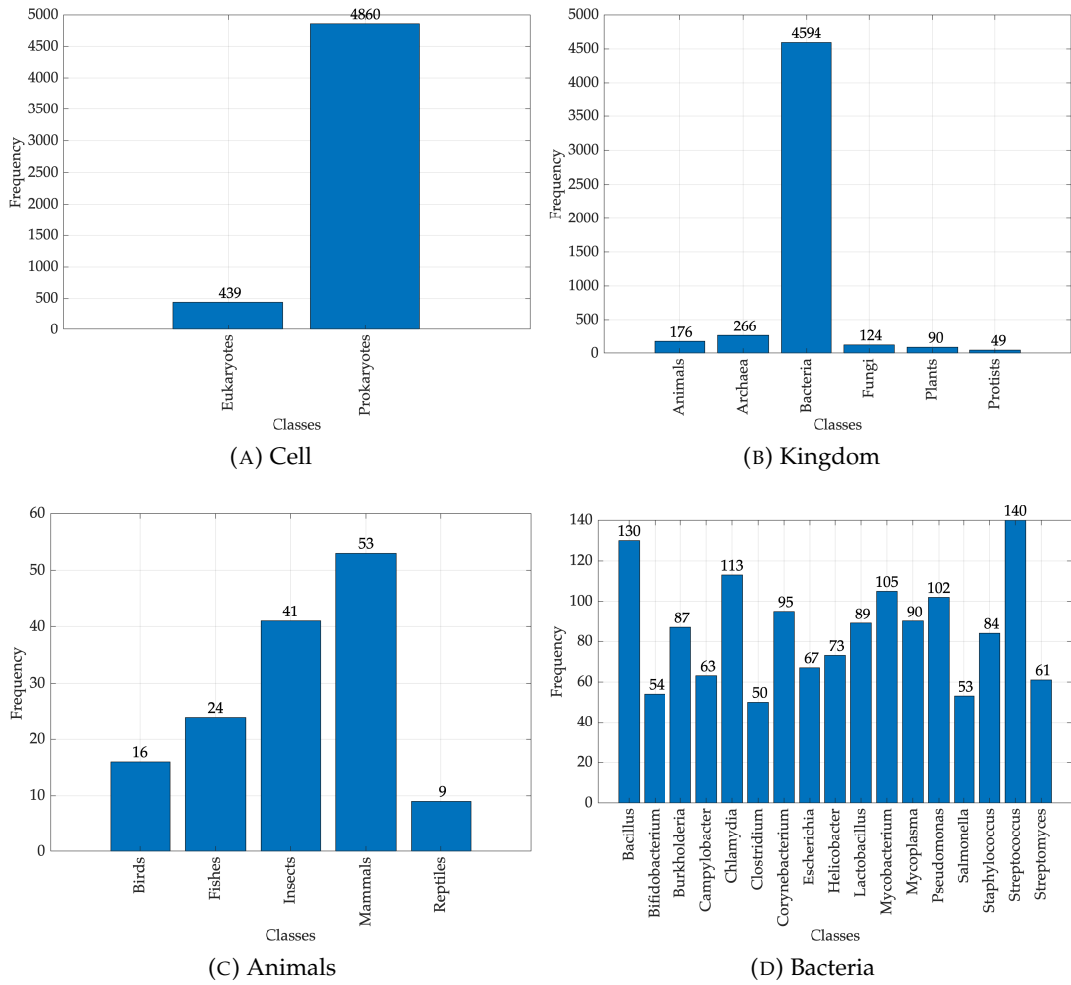 5000
4500
4000
3500
3000
2500
2000
1500
1000
500
0
Frequency
439
4860
Eukaryotes
Prokaryotes
Classes
(A) Cell
5000
4500
4000
3500
3000
2500
2000
1500
1000
500
0
Frequency
176
266
4594
124
90
49
Animals
Archaea
Bacteria
Fungi
Plants
Protists
Classes
(B) Kingdom
60
50
40
30
20
10
0
Frequency
16
24
41
53
9
Birds
Fishes
Insects
Mammals
Reptiles
Classes
(C) Animals
140
120
100
80
60
40
20
0
Frequency
130
54
87
63
113
50
95
67
73
89
105
90
102
53
84
140
61
Bacillus
Bifidobacterium
Burkholderia
Campylobacter
Chlamydia
Clostridium
Corynebacterium
Escherichia
Helicobacter
Lactobacillus
Mycobacterium
Mycoplasma
Pseudomonas
Salmonella
Staphylococcus
Streptococcus
Streptomyces
Classes
(D) Bacteria